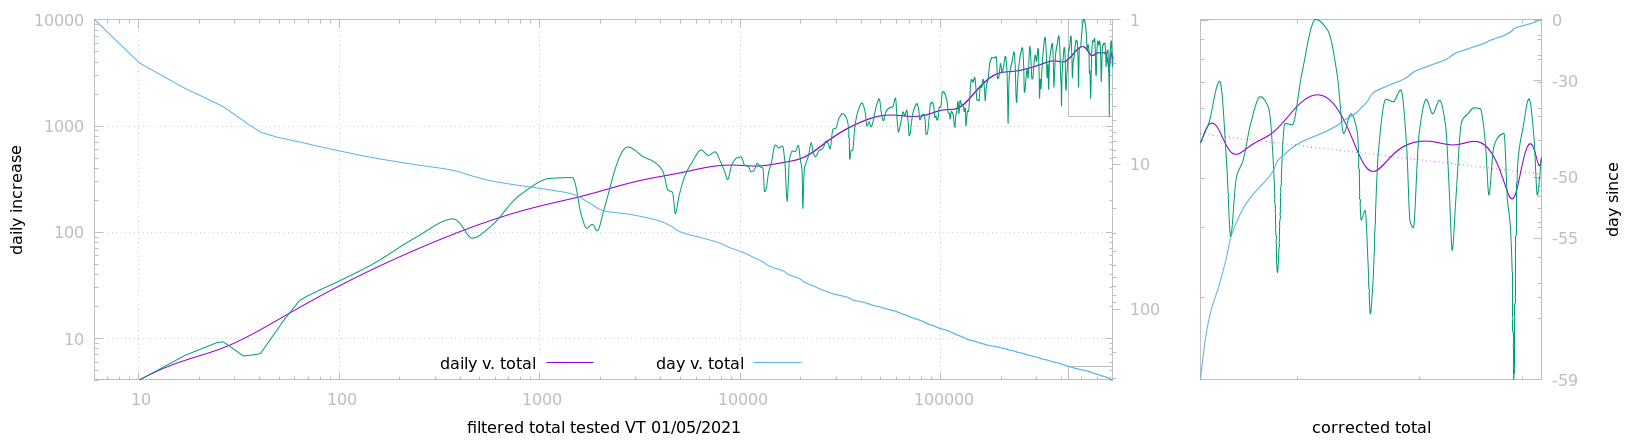 10000
1000
100
10
daily increase
10
100
1000
10000
100000
filtered total tested VT 01/05/2021
daily v. total
day v. total
1
10
100
0
-30
-50
-55
-59
day since
corrected total